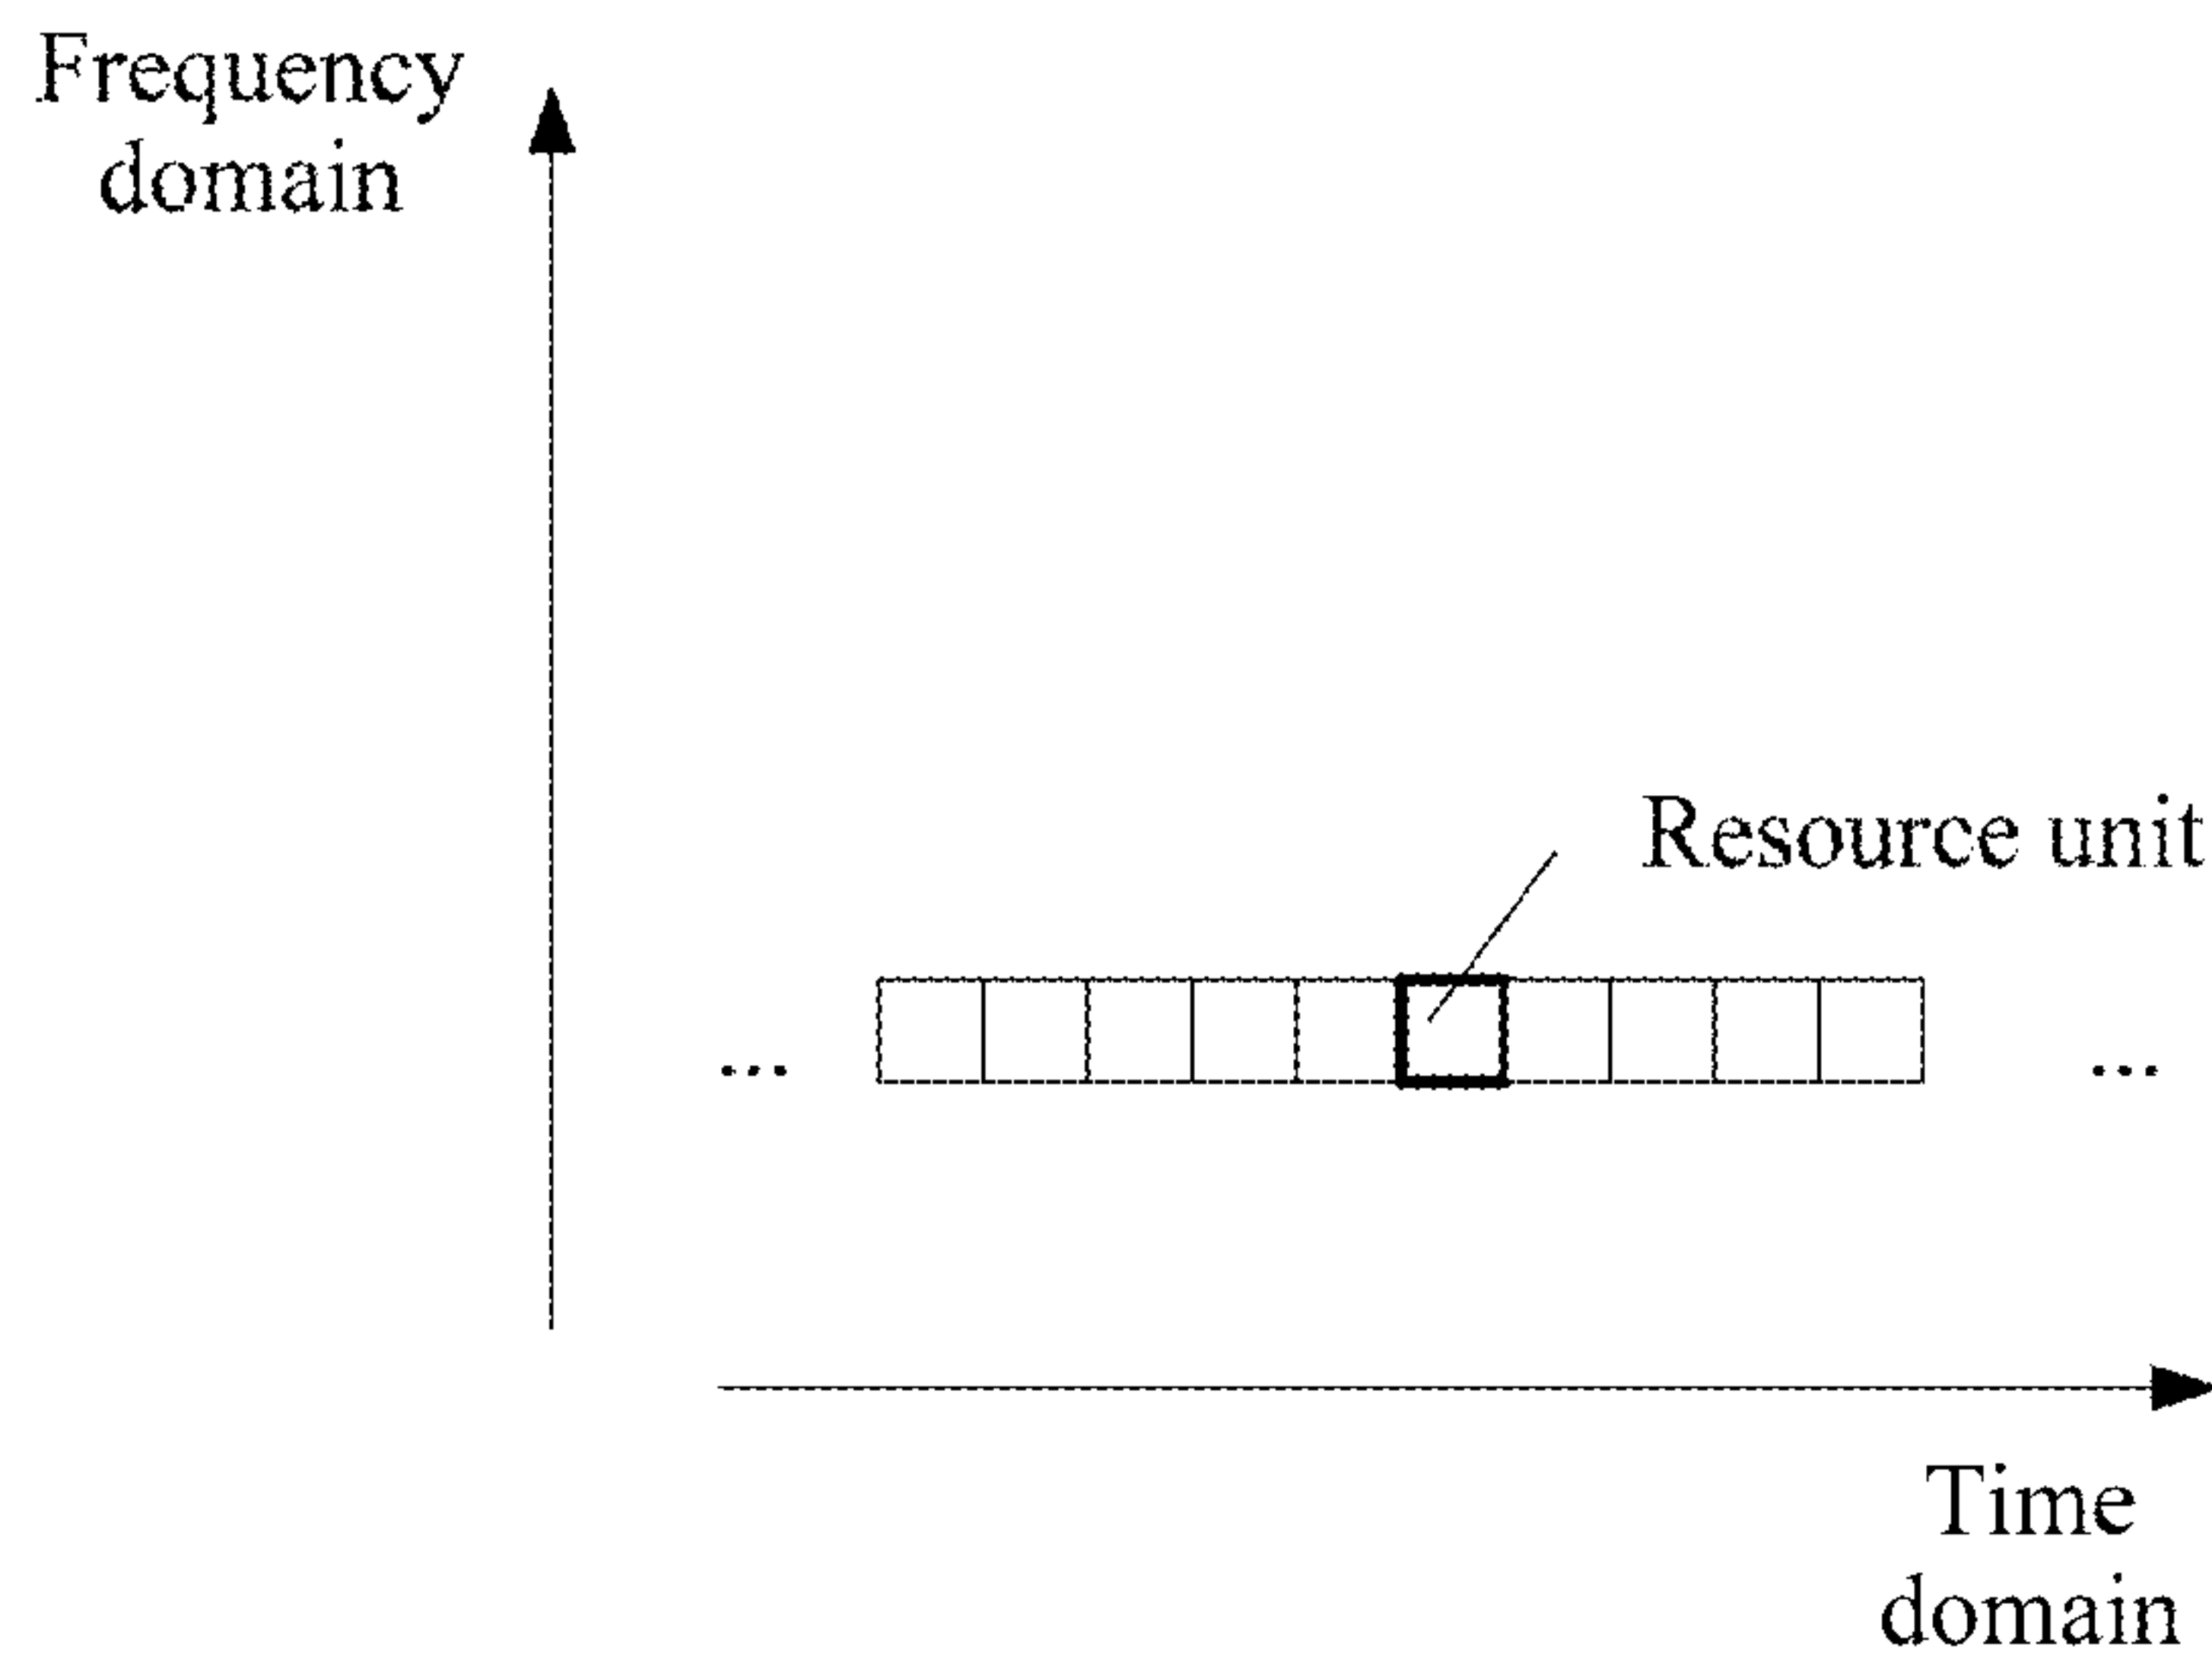 Frequency
domain
Resource unit
...
...
Time
domain